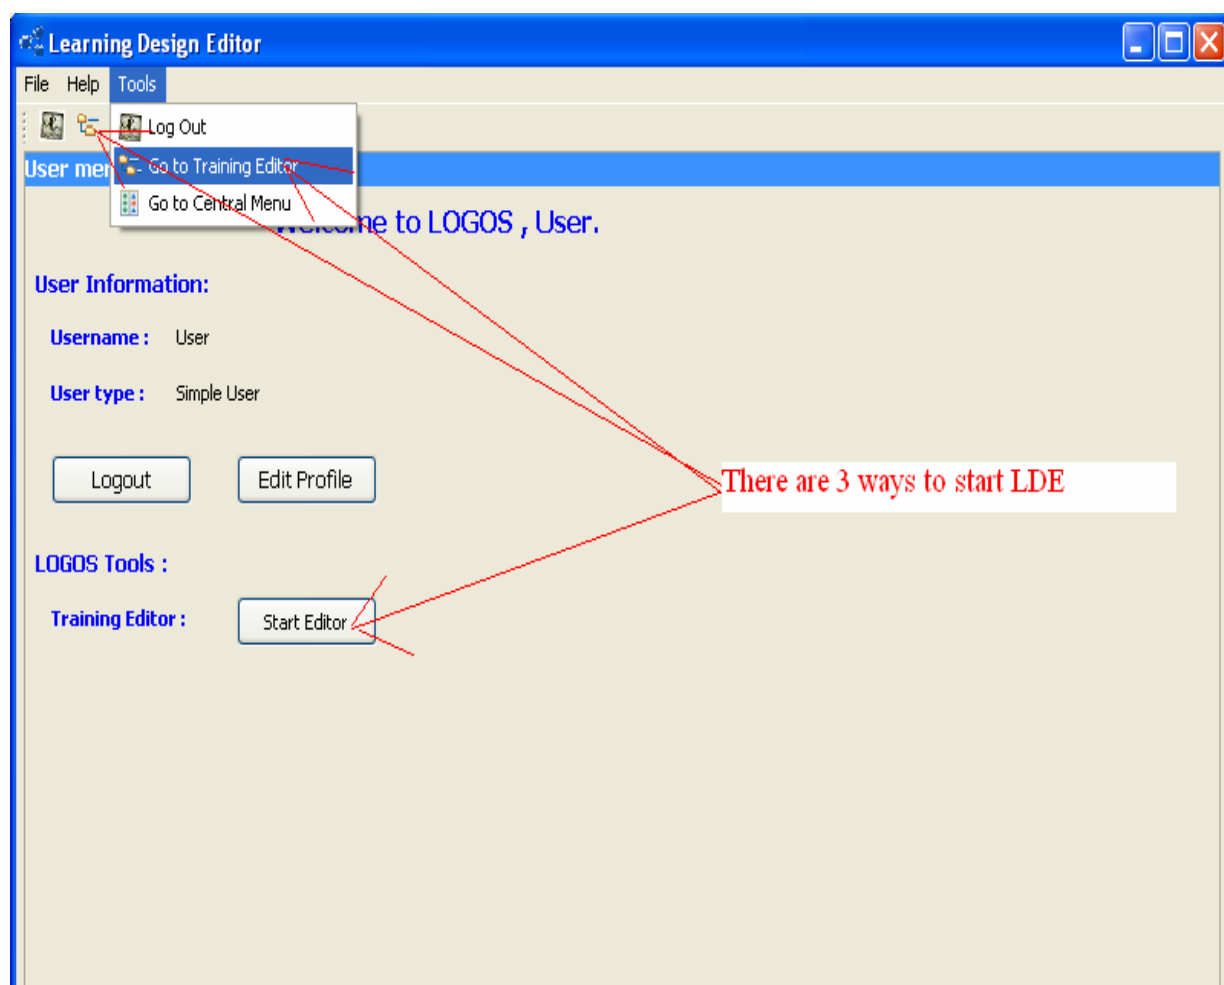 Learning Design Editor
File Help Tools
Log Out
Go to Training Editor
Go to Central Menu
User men
Welcome to LOGOS , User.
User Information:
Username : User
User type : Simple User
Logout Edit Profile
There are 3 ways to start LDE
LOGOS Tools :
Training Editor : Start Editor